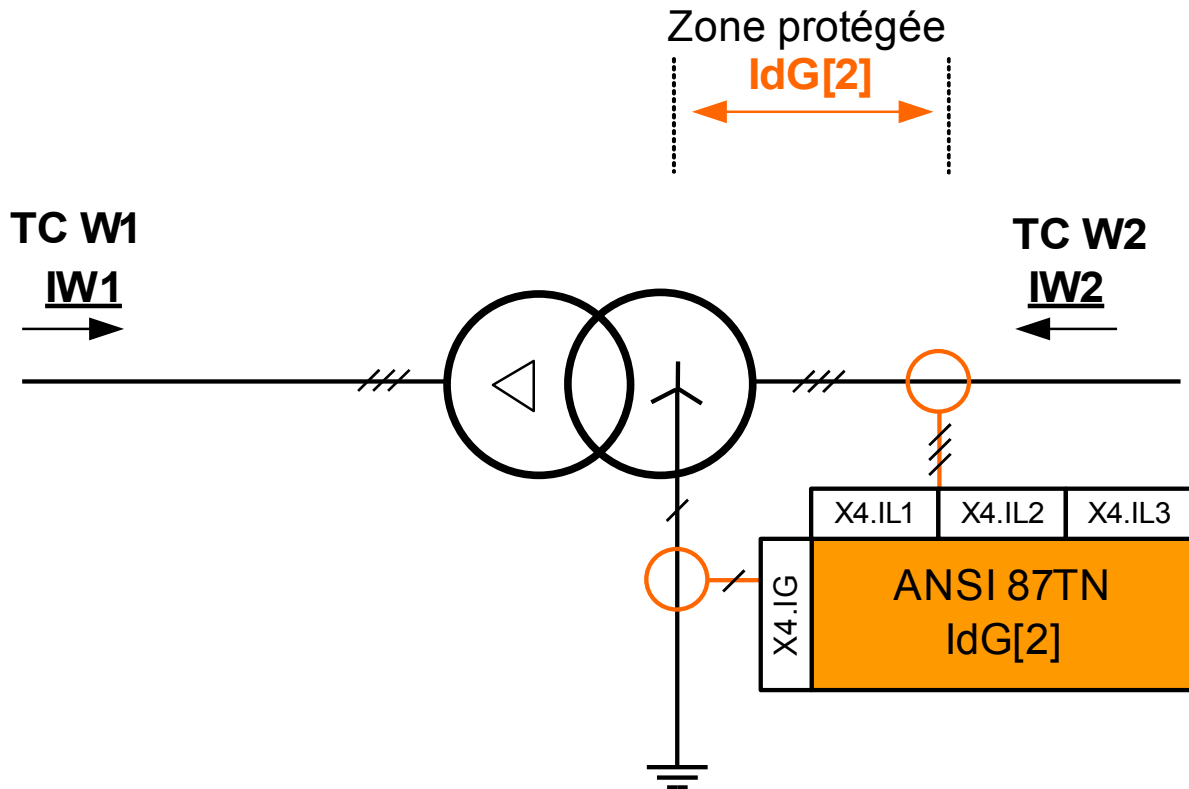 Zone protégée
IdG[2]
TC W1
IW1
TC W2
IW2
X4.IL1
X4.IL2
X4.IL3
X4.IG
ANSI 87TN
IdG[2]